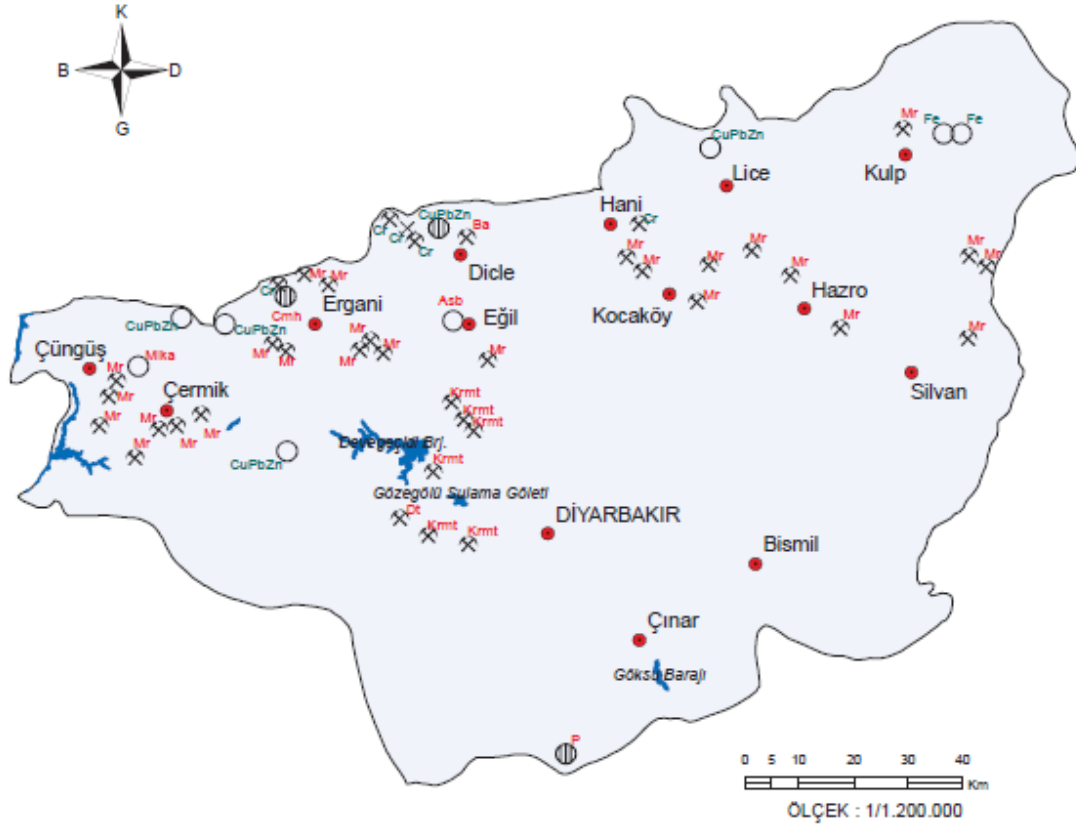 K
B D
G
Mr
Fe Fe
CuPbZn
Lice
Kulp
Hani
Cr
CuPbZn
Cr
Cr
Cr
Ba
Dicle
Mr
Mr
Mr
Mr
Mr
Mr
Mr
Kocaköy
Mr
Hazro
Mr
Mr
Silvan
Cr
Mr
Mr
Cmh
Ergani
Asb
Eğil
CuPbZn
CuPbZn
Mr
Mr
Mr
Mr
Mr
Mr
Çüngüş
Mr
Mika
Mr
Çermik
Mr
Mr
Mr
Mr
Mr
CuPbZn
Krmt
Krmt
Krmt
Devegeçidi Brj.
Krmt
Gözegölü Sulama Göleti
Dt
Krmt
Krmt
DİYARBAKIR
Bismil
Çınar
Göksu Barajı
P
0 5 10 20 30 40
Km
ÖLÇEK : 1/1.200.000